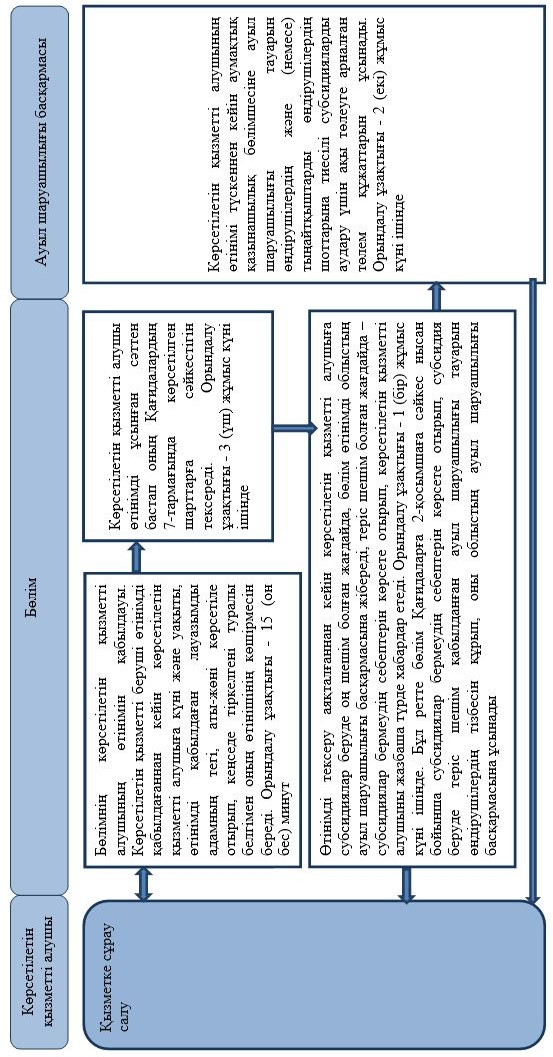 Көрсетілетін
қызметті алушы
Бөлім
Ауыл шаруашылығы басқармасы
Қызметке сұрау
салу
Бөлімнің көрсетілетін қызметті
алушының өтінімін қабылдауы.
Көрсетілетін қызметті беруші өтінімді
қабылдағаннан кейін көрсетілетін
қызметті алушыға күні және уақыты,
өтінімді қабылдаған лауазымды
адамның тегі, аты-жөні көрсетіле
отырып, кеңседе тіркелгені туралы
белгімен оның өтінішінің көшірмесін
береді. Орындалу ұзақтығы - 15 (он
бес) минут
Көрсетілетін қызметті алушы
өтінімді ұсынған сәттен
бастап оның Қағидалардың
7-тармағында көрсетілген
шарттарға сәйкестігін
тексереді. Орындалу
ұзақтығы - 3 (үш) жұмыс күні
ішінде
Өтінімді тексеру аяқталғаннан кейін көрсетілетін қызметті алушыға
субсидиялар беруде оң шешім болған жағдайда, бөлім өтінімді облыстың
ауыл шаруашылығы басқармасына жібереді, теріс шешім болған жағдайда –
субсидиялар бермеудің себептерін көрсете отырып, көрсетілетін қызметті
алушыны жазбаша түрде хабардар етеді. Орындалу ұзақтығы - 1 (бір) жұмыс
күні ішінде. Бұл ретте бөлім Қағидаларға 2-қосымшаға сәйкес нысан
бойынша субсидиялар бермеудің себептерін көрсете отырып, субсидия
беруде теріс шешім қабылданған ауыл шаруашылығы тауарын
өндірушілердің тізбесін құрып, оны облыстың ауыл шаруашылығы
басқармасына ұсынады
Көрсетілетін қызметті алушының
өтінімі түскеннен кейін аумақтық
қазынашылық бөлімшесіне ауыл
шаруашылығы тауарын
өндірушілердің және (немесе)
тыңайтқыштарды өндірушілердің
шоттарына тиесілі субсидияларды
аудару үшін ақы төлеуге арналған
төлем құжаттарын ұсынады.
Орындалу ұзақтығы - 2 (екі) жұмыс
күні ішінде